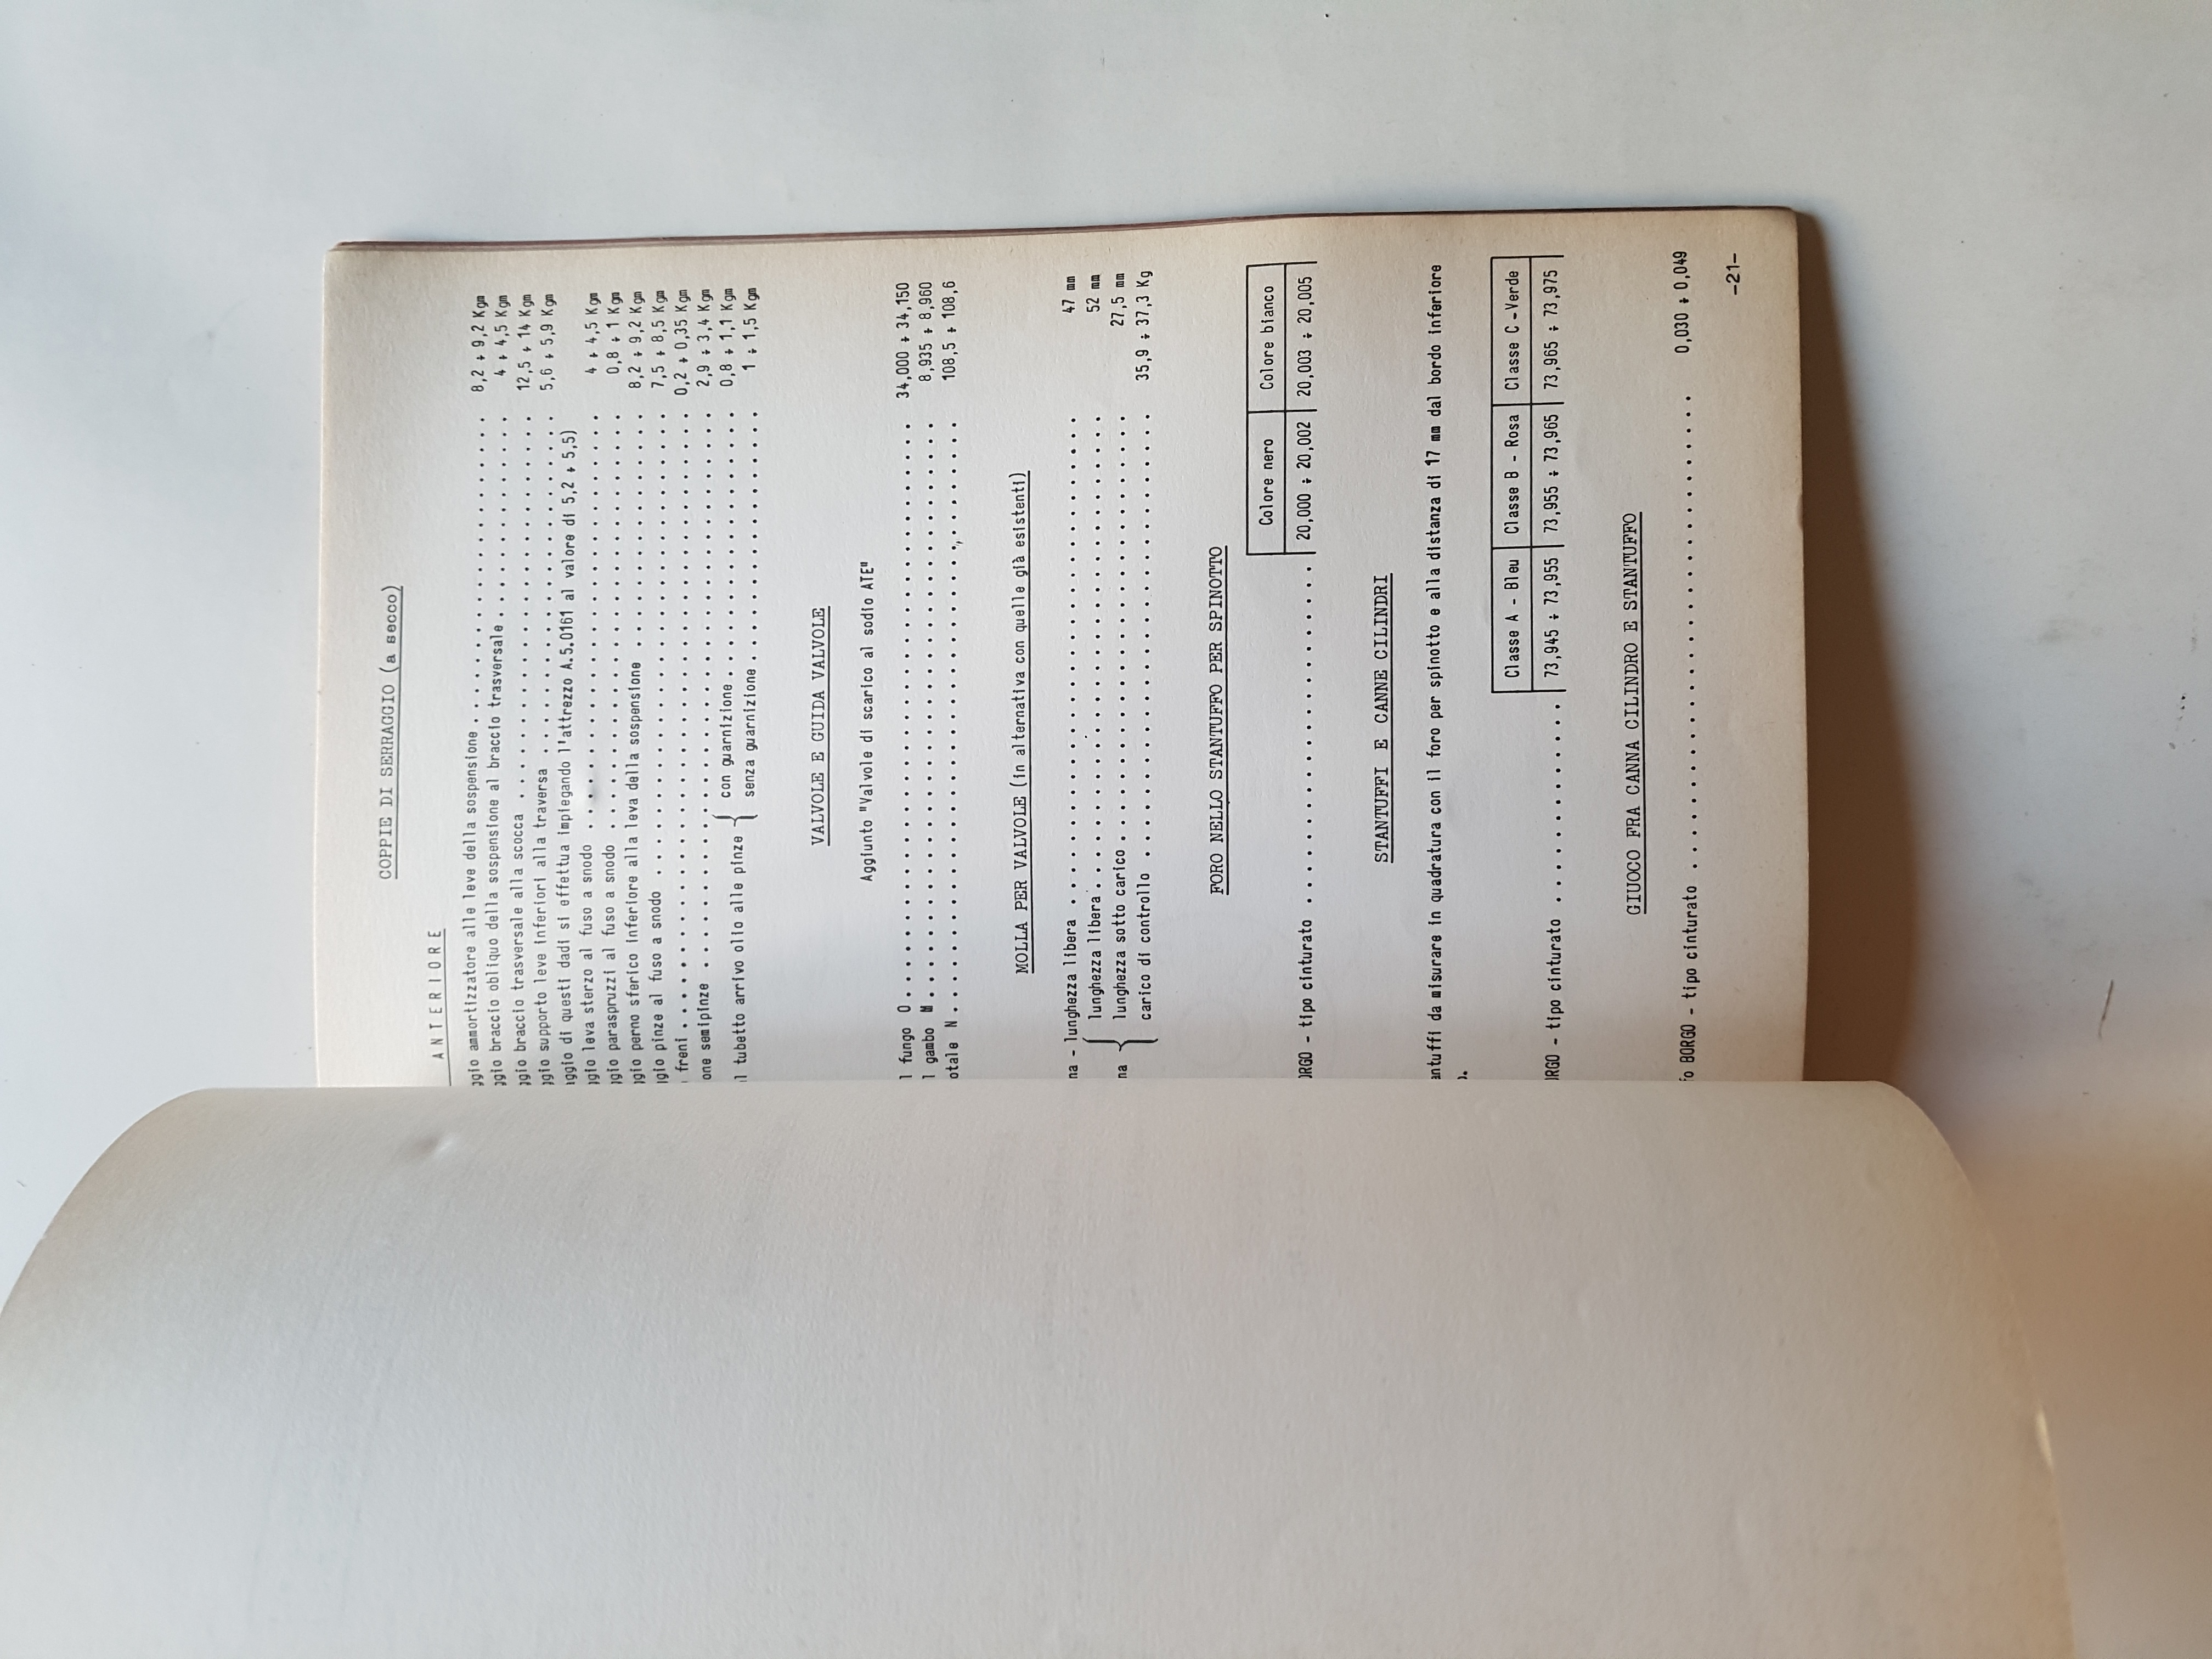 COPPIE DI SERRAGGIO (a secco)
ANTERIORE
ggio ammortizzatore alle leve della sospensione . . . . . . . . . . . . . . . . . . . . 8,2 ÷ 9,2 Kgm
ggio braccio obliquo della sospensione al braccio trasversale . . . . . . . . . . . . . 4 ÷ 4,5 Kgm
ggio braccio trasversale alla scocca . . . . . . . . . . . . . . . . . . . . . . . . . 12,5 ÷ 14 Kgm
ggio supporto leve inferiori alla traversa . . . . . . . . . . . . . . . . . . . . . . 5,6 ÷ 5,9 Kgm
aggio di questi dadi si effettua impiegando l'attrezzo A.5.0161 al valore di 5,2 ÷ 5,5)
ggio leva sterzo al fuso a snodo . . . . . . . . . . . . . . . . . . . . . . . . . . . 4 ÷ 4,5 Kgm
ggio paraspruzzi al fuso a snodo . . . . . . . . . . . . . . . . . . . . . . . . . . . 0,8 ÷ 1 Kgm
ggio perno sferico inferiore alla leva della sospensione . . . . . . . . . . . . . . . 8,2 ÷ 9,2 Kgm
ggio pinze al fuso a snodo . . . . . . . . . . . . . . . . . . . . . . . . . . . . . . 7,5 ÷ 8,5 Kgm
freni . . . . . . . . . . . . . . . . . . . . . . . . . . . . . . . . . . . . . . . . 0,2 ÷ 0,35 Kgm
one semipinze . . . . . . . . . . . . . . . . . . . . . . . . . . . . . . . . . . . . 2,9 ÷ 3,4 Kgm
l tubetto arrivo olio alle pinze { con guarnizione . . . . . . . . . . . . . . . . . . 0,8 ÷ 1,1 Kgm
senza guarnizione . . . . . . . . . . . . . . . . . . 1 ÷ 1,5 Kgm
VALVOLE E GUIDA VALVOLE
Aggiunto "Valvole di scarico al sodio ATE"
l fungo O . . . . . . . . . . . . . . . . . . . . . . . . . . . . . . . . . . . . . . 34,000 ÷ 34,150
l gambo M . . . . . . . . . . . . . . . . . . . . . . . . . . . . . . . . . . . . . . 8,935 ÷ 8,960
otale N . . . . . . . . . . . . . . . . . . . . . . . . . . . . . . . . . . . . . . . 108,5 ÷ 108,6
MOLLA PER VALVOLE (in alternativa con quelle già esistenti)
na - lunghezza libera . . . . . . . . . . . . . . . . . . . . . . . . . . . . . . . . 47 mm
lunghezza libera . . . . . . . . . . . . . . . . . . . . . . . . . . . . . . . . 52 mm
na { lunghezza sotto carico . . . . . . . . . . . . . . . . . . . . . . . . . . . . . 27,5 mm
carico di controllo . . . . . . . . . . . . . . . . . . . . . . . . . . . . . . 35,9 ÷ 37,3 Kg
FORO NELLO STANTUFFO PER SPINOTTO
Colore nero Colore bianco
ORGO - tipo cinturato . . . . . . . . . . . . . . . . . . . . . . . 20,000 ÷ 20,002 20,003 ÷ 20,005
STANTUFFI E CANNE CILINDRI
antuffi da misurare in quadratura con il foro per spinotto e alla distanza di 17 mm dal bordo inferiore
).
Classe A - Bleu Classe B - Rosa Classe C -Verde
ORGO - tipo cinturato . . . . . . . . . . . . . . 73,945 ÷ 73,955 73,955 ÷ 73,965 73,965 ÷ 73,975
GIUOCO FRA CANNA CILINDRO E STANTUFFO
fo BORGO - tipo cinturato . . . . . . . . . . . . . . . . . . . . . . . . . . . . . . 0,030 ÷ 0,049
-21-